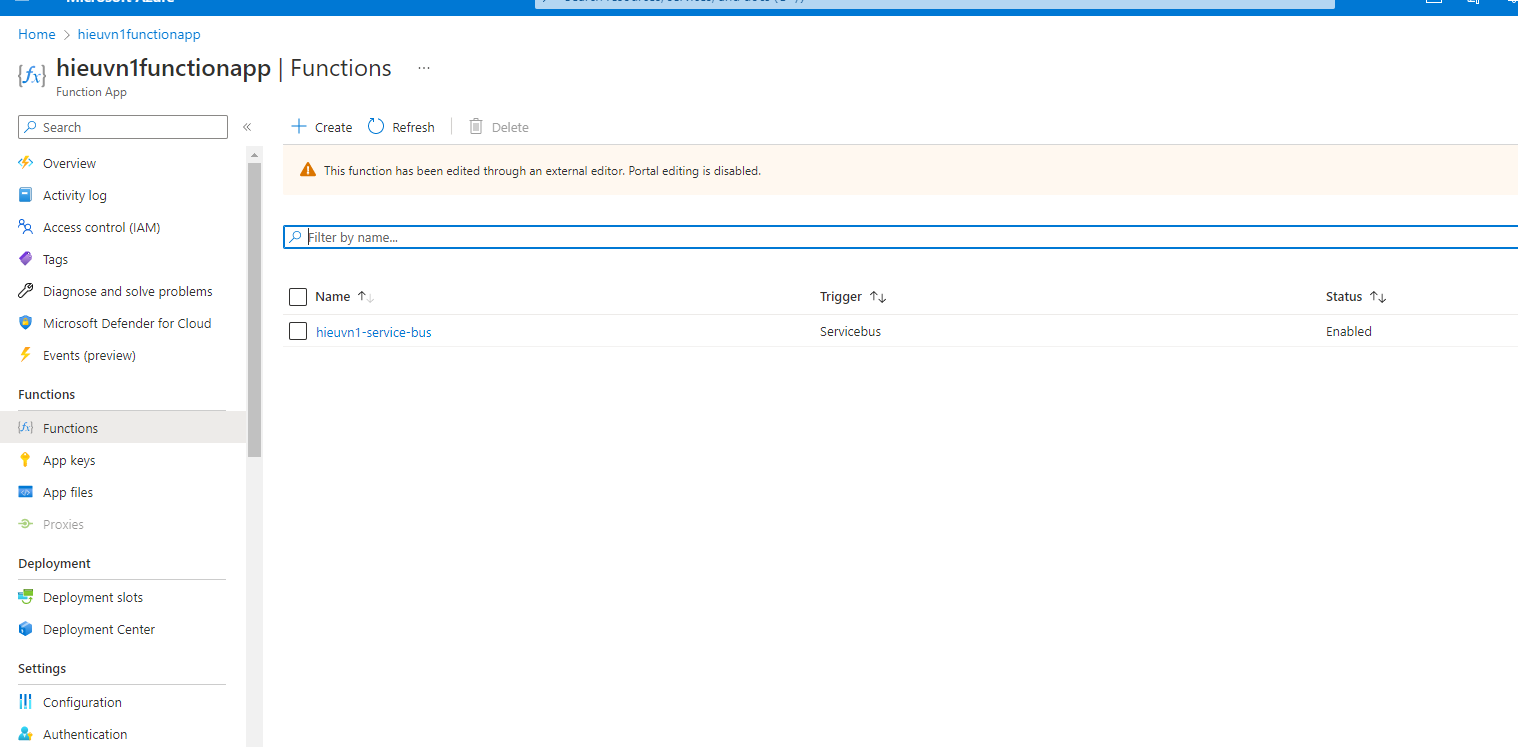 Home > hieuvn1functionapp
hieuvn1functionapp | Functions ...
Function App
Search
«
Create
Refresh
Delete
Overview
Activity log
Access control (IAM)
Tags
Diagnose and solve problems
Microsoft Defender for Cloud
Events (preview)
Functions
Functions
App keys
App files
Proxies
Deployment
Deployment slots
Deployment Center
Settings
Configuration
Authentication
This function has been edited through an external editor. Portal editing is disabled.
Filter by name...
Name ↑↓ Trigger ↑↓ Status ↑↓
hieuvn1-service-bus Servicebus Enabled